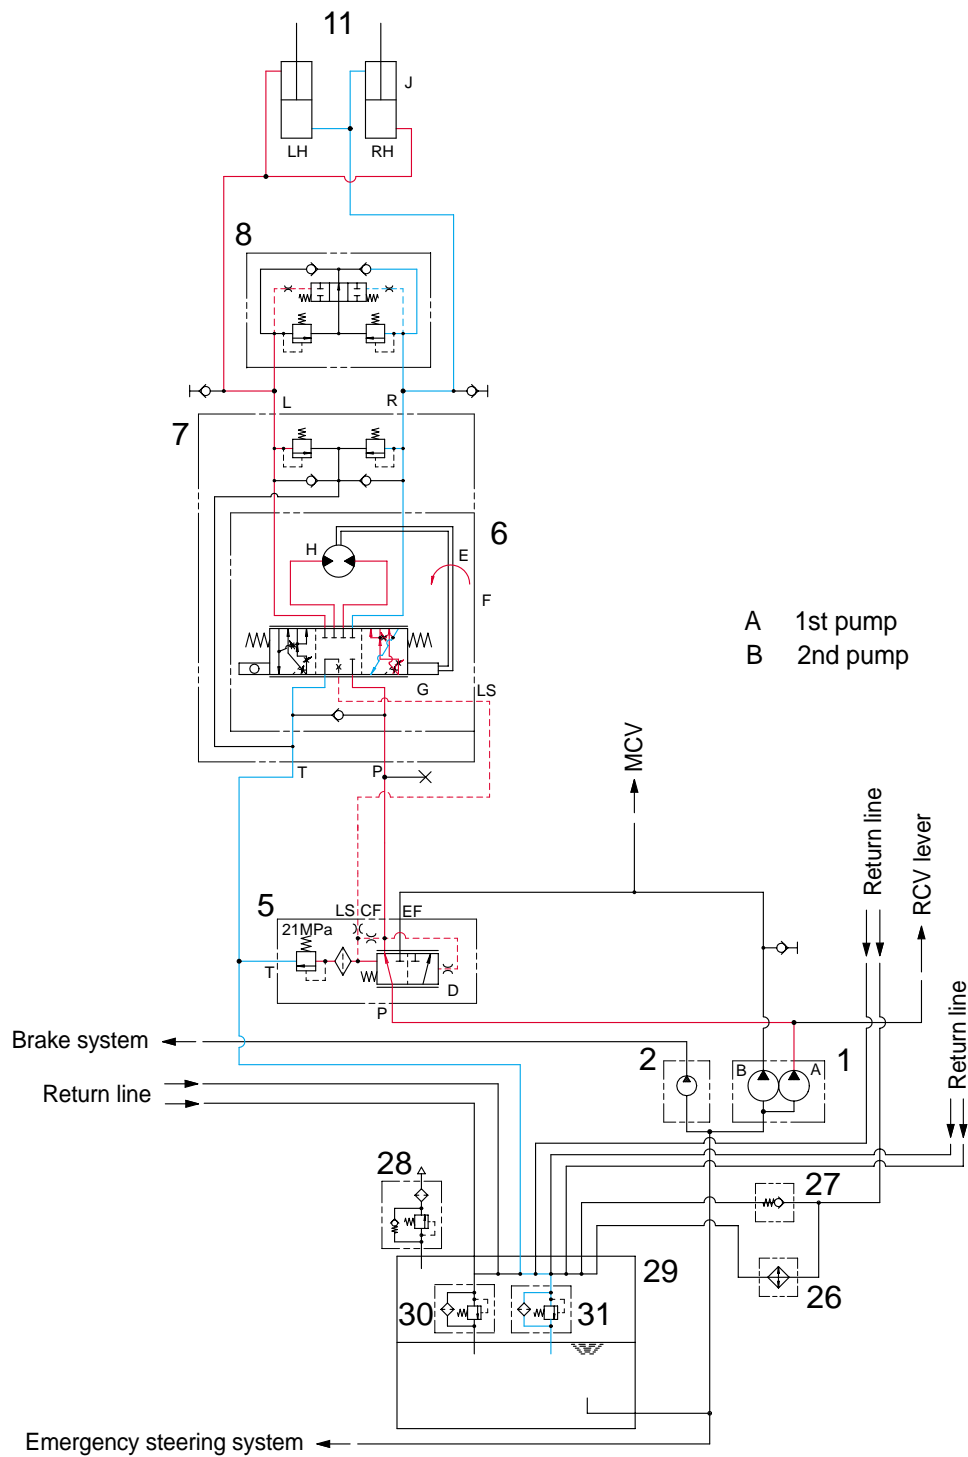 11
J
LH
RH
8
L
R
7
6
H
E
F
G
LS
T
P
A 1st pump
B 2nd pump
MCV
Return line
RCV lever
Return line
5
LS CF EF
21MPa
T
D
P
Brake system
2
1
B
A
Return line
28
27
29
26
30
31
Emergency steering system